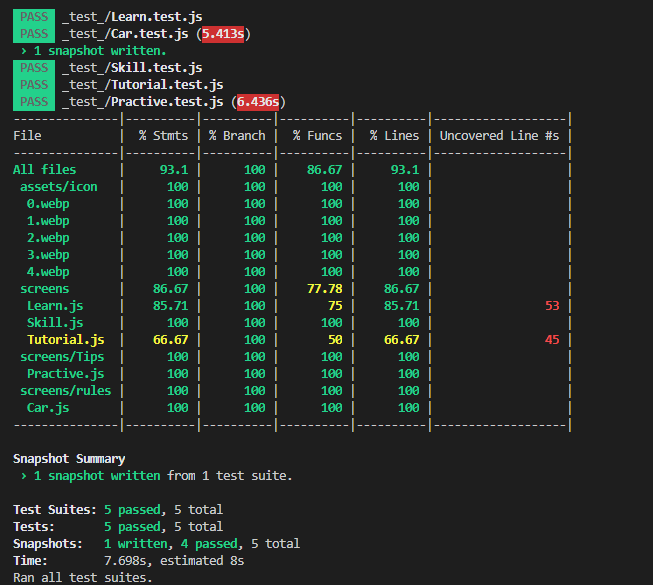 PASS _test_/Learn.test.js
PASS _test_/Car.test.js (5.413s)
› 1 snapshot written.
PASS _test_/Skill.test.js
PASS _test_/Tutorial.test.js
PASS _test_/Practive.test.js (6.436s)
---------------|----------|----------|----------|----------|-------------------|
File | % Stmts | % Branch | % Funcs | % Lines | Uncovered Line #s |
---------------|----------|----------|----------|----------|-------------------|
All files | 93.1 | 100 | 86.67 | 93.1 | |
assets/icon | 100 | 100 | 100 | 100 | |
0.webp | 100 | 100 | 100 | 100 | |
1.webp | 100 | 100 | 100 | 100 | |
2.webp | 100 | 100 | 100 | 100 | |
3.webp | 100 | 100 | 100 | 100 | |
4.webp | 100 | 100 | 100 | 100 | |
screens | 86.67 | 100 | 77.78 | 86.67 | |
Learn.js | 85.71 | 100 | 75 | 85.71 | 53 |
Skill.js | 100 | 100 | 100 | 100 | |
Tutorial.js | 66.67 | 100 | 50 | 66.67 | 45 |
screens/Tips | 100 | 100 | 100 | 100 | |
Practive.js | 100 | 100 | 100 | 100 | |
screens/rules | 100 | 100 | 100 | 100 | |
Car.js | 100 | 100 | 100 | 100 | |
---------------|----------|----------|----------|----------|-------------------|
Snapshot Summary
› 1 snapshot written from 1 test suite.
Test Suites: 5 passed, 5 total
Tests: 5 passed, 5 total
Snapshots: 1 written, 4 passed, 5 total
Time: 7.698s, estimated 8s
Ran all test suites.